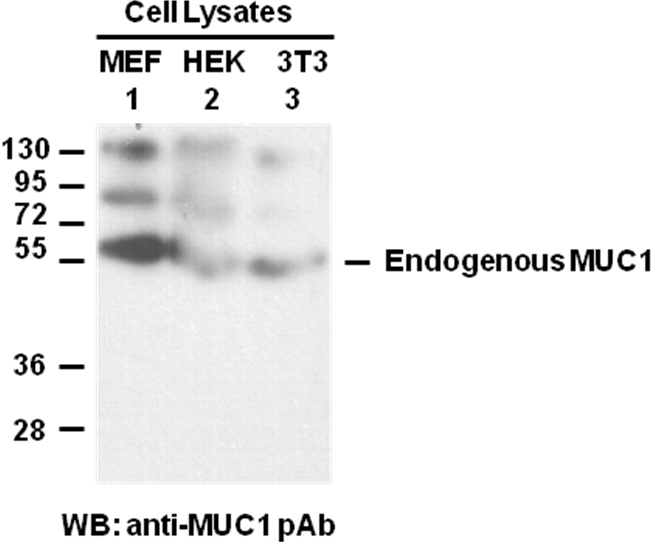 Cell Lysates
MEF HEK 3T3
1 2 3
130
95
72
55
Endogenous MUC1
36
28
WB: anti-MUC1 pAb